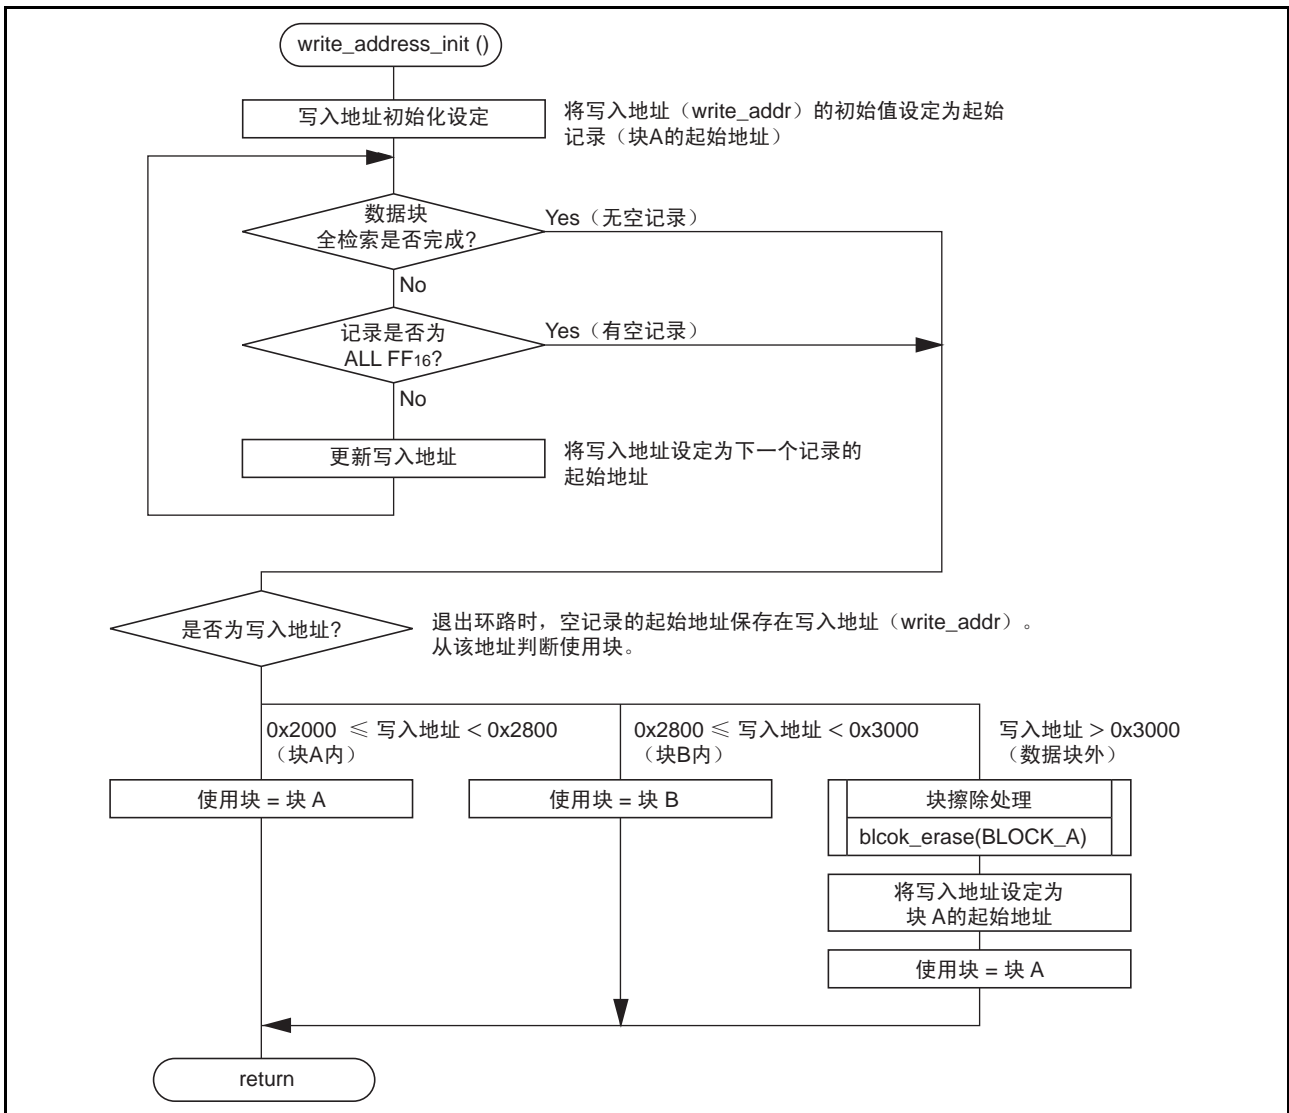 write_address_init ()
写入地址初始化设定
将写入地址（write_addr）的初始值设定为起始
记录（块A的起始地址）
数据块
全检索是否完成?
Yes（无空记录）
No
记录是否为
ALL FF16?
Yes（有空记录）
No
更新写入地址
将写入地址设定为下一个记录的
起始地址
是否为写入地址?
退出环路时，空记录的起始地址保存在写入地址（write_addr）。
从该地址判断使用块。
0x2000 ≤ 写入地址 < 0x2800
（块A内）
使用块 = 块 A
0x2800 ≤ 写入地址 < 0x3000
（块B内）
使用块 = 块 B
写入地址 > 0x3000
（数据块外）
块擦除处理
blcok_erase(BLOCK_A)
将写入地址设定为
块 A的起始地址
使用块 = 块 A
return